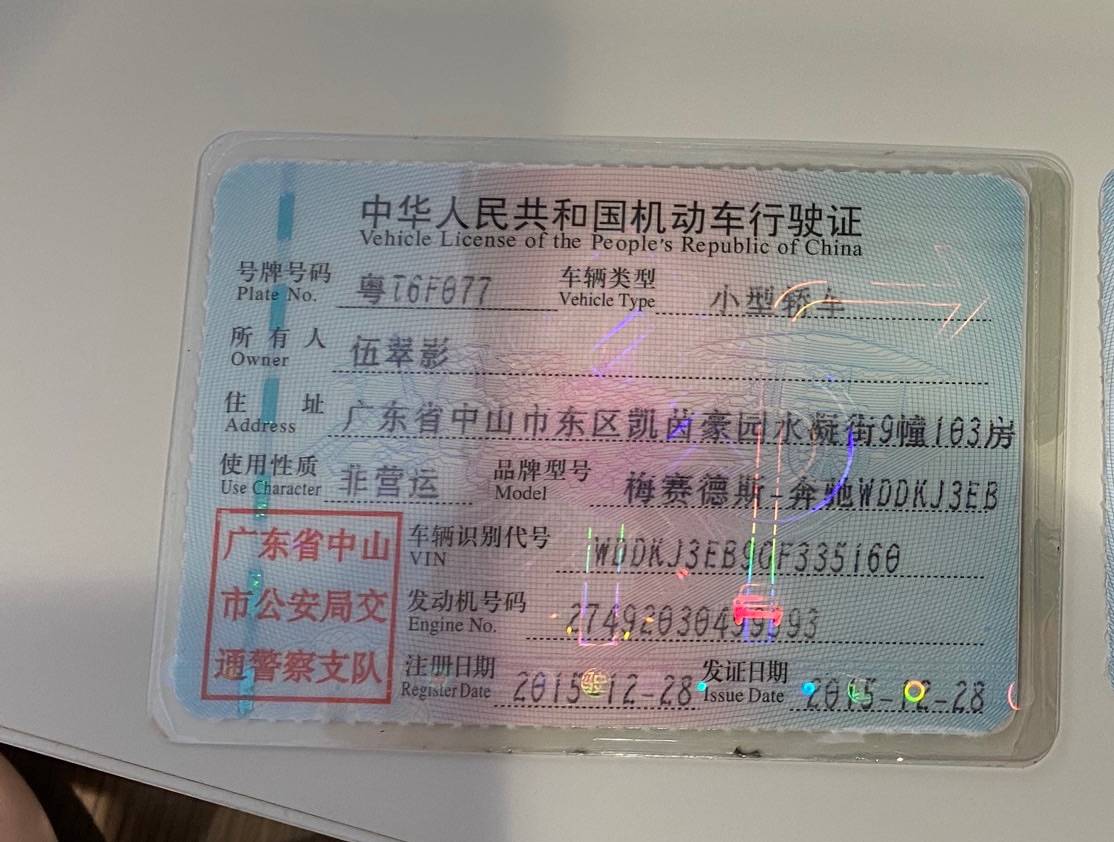 中华人民共和国机动车行驶证
Vehicle License of the People's Republic of China
号牌号码 粤T6F077 车辆类型 小型轿车
Plate No. Vehicle Type
所有人 伍翠影
Owner
住址 广东省中山市东区凯茵豪园水凝街9幢103房
Address
使用性质 非营运 品牌型号 梅赛德斯-奔驰WDDKJ3EB
Use Character Model
广东省中山
市公安局交
通警察支队
车辆识别代号 WDDKJ3EB9GF335160
VIN
发动机号码
Engine No.
注册日期 2015-12-28 发证日期 2015-12-28
Register Date Issue Date